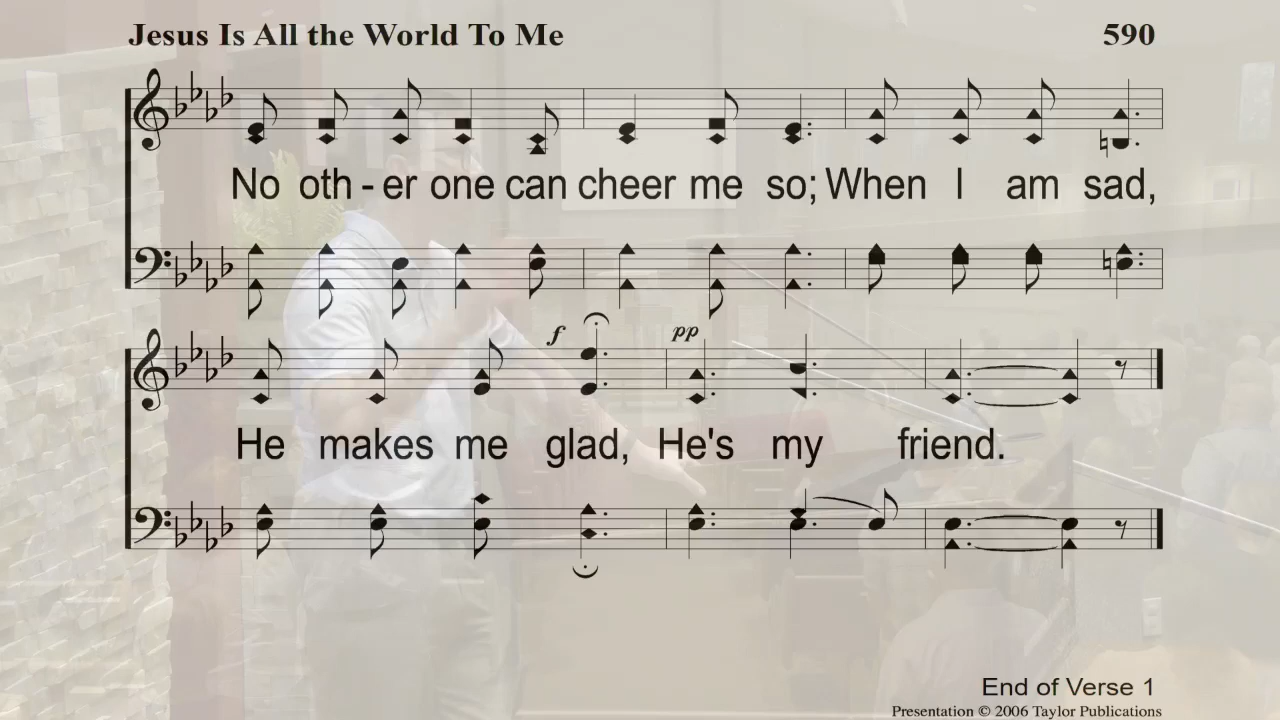 Jesus Is All the World To Me 590
No oth - er one can cheer me so; When I am sad,
f pp
He makes me glad, He's my friend.
End of Verse 1
Presentation © 2006 Taylor Publications